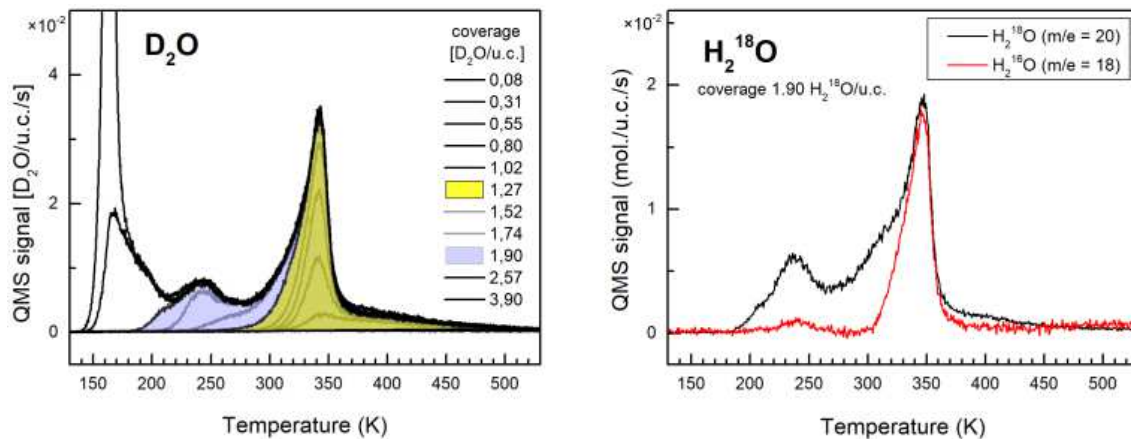 ×10⁻²
D₂O
coverage
[D₂O/u.c.]
0,08
0,31
0,55
0,80
1,02
1,27
1,52
1,74
1,90
2,57
3,90
4
2
0
QMS signal [D₂O/u.c./s]
150 200 250 300 350 400 450 500
Temperature (K)
×10⁻²
H₂¹⁸O
coverage 1.90 H₂¹⁸O/u.c.
H₂¹⁸O (m/e = 20)
H₂¹⁶O (m/e = 18)
2
1
0
QMS signal (mol./u.c./s)
150 200 250 300 350 400 450 500
Temperature (K)